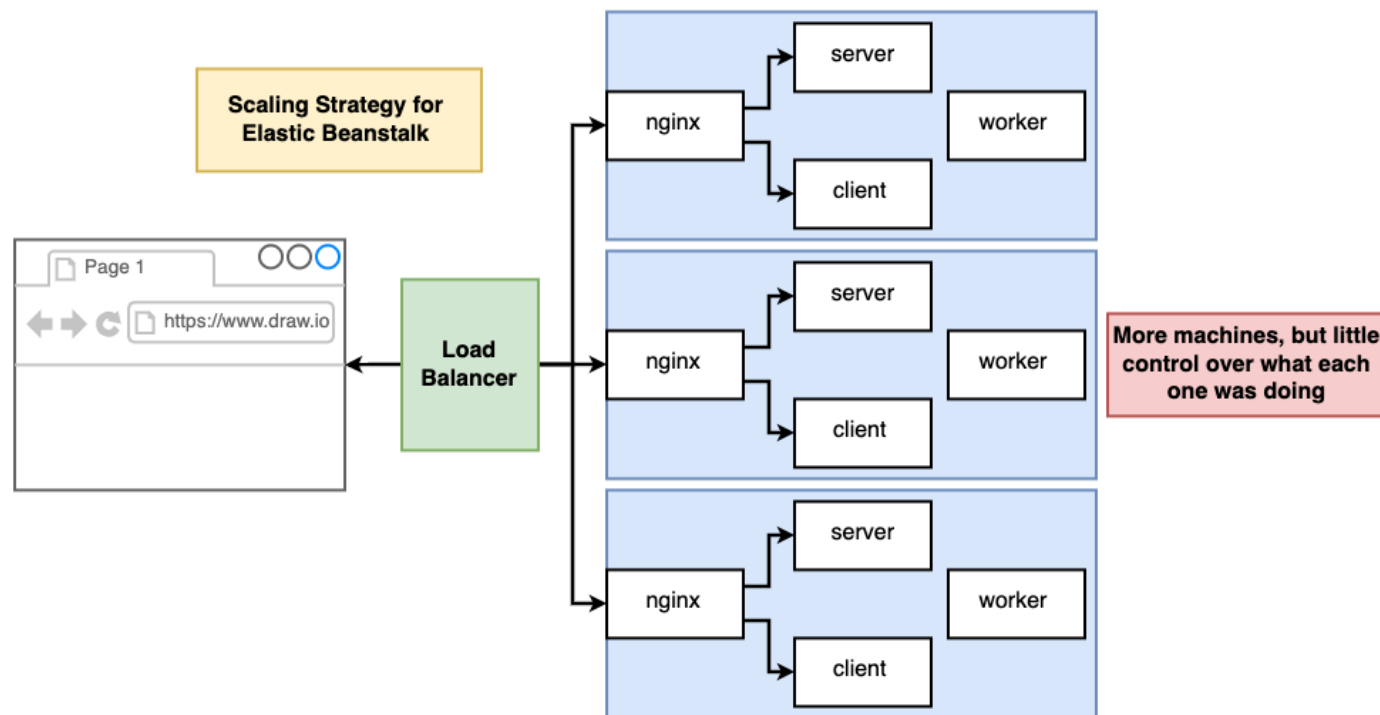 Scaling Strategy for
Elastic Beanstalk
Page 1
https://www.draw.io
Load
Balancer
nginx
server
client
worker
nginx
server
client
worker
nginx
server
client
worker
More machines, but little
control over what each
one was doing